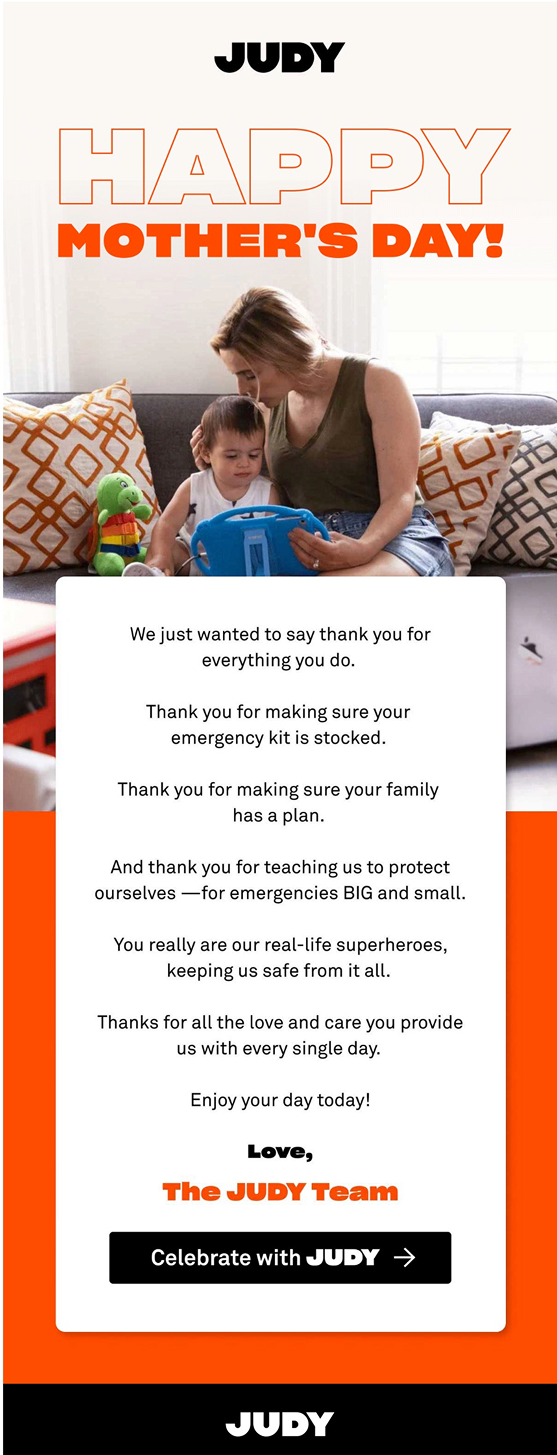 JUDY
HAPPY
MOTHER'S DAY!
We just wanted to say thank you for
everything you do.
Thank you for making sure your
emergency kit is stocked.
Thank you for making sure your family
has a plan.
And thank you for teaching us to protect
ourselves —for emergencies BIG and small.
You really are our real-life superheroes,
keeping us safe from it all.
Thanks for all the love and care you provide
us with every single day.
Enjoy your day today!
Love,
The JUDY Team
Celebrate with JUDY →
JUDY